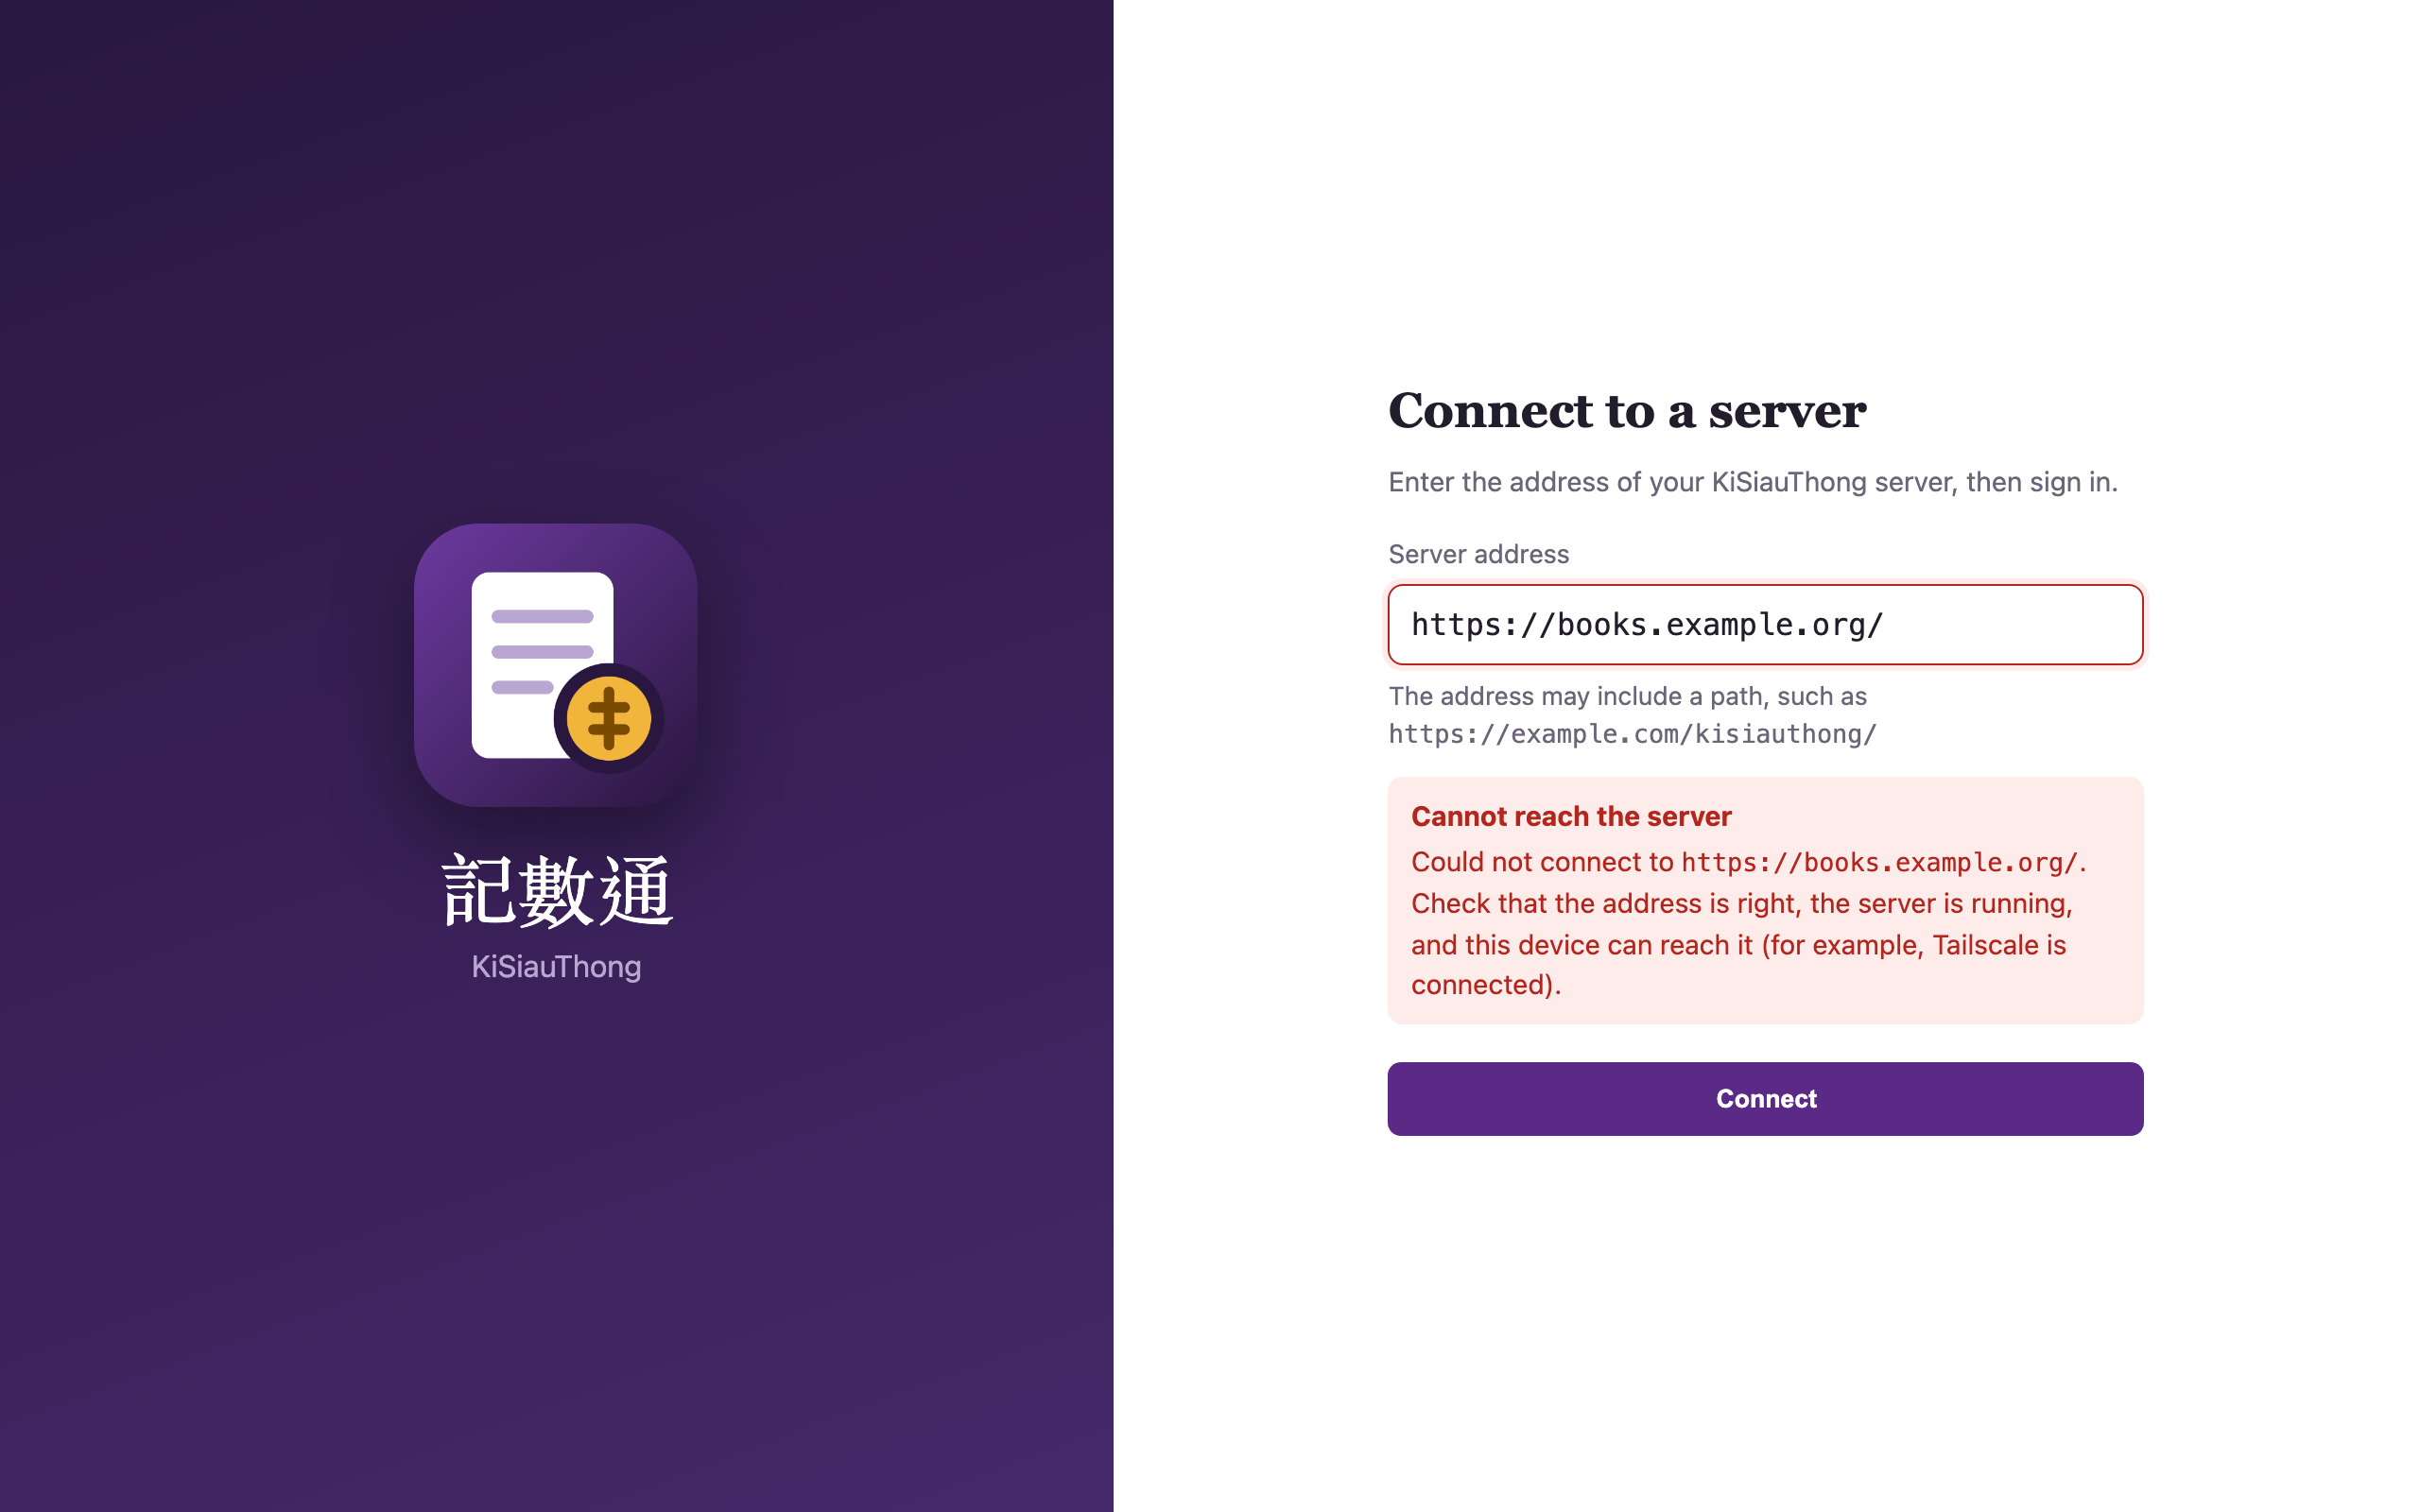 記數通
KiSiauThong
Connect to a server
Enter the address of your KiSiauThong server, then sign in.
Server address
https://books.example.org/
The address may include a path, such as
https://example.com/kisiauthong/
Cannot reach the server
Could not connect to https://books.example.org/.
Check that the address is right, the server is running,
and this device can reach it (for example, Tailscale is
connected).
Connect